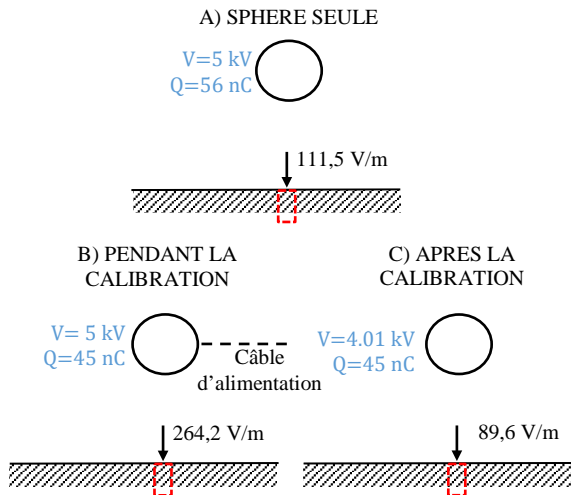 A) SPHERE SEULE
V=5 kV
Q=56 nC
111,5 V/m
B) PENDANT LA
CALIBRATION
V= 5 kV
Q=45 nC
Câble
d'alimentation
264,2 V/m
C) APRES LA
CALIBRATION
V=4.01 kV
Q=45 nC
89,6 V/m